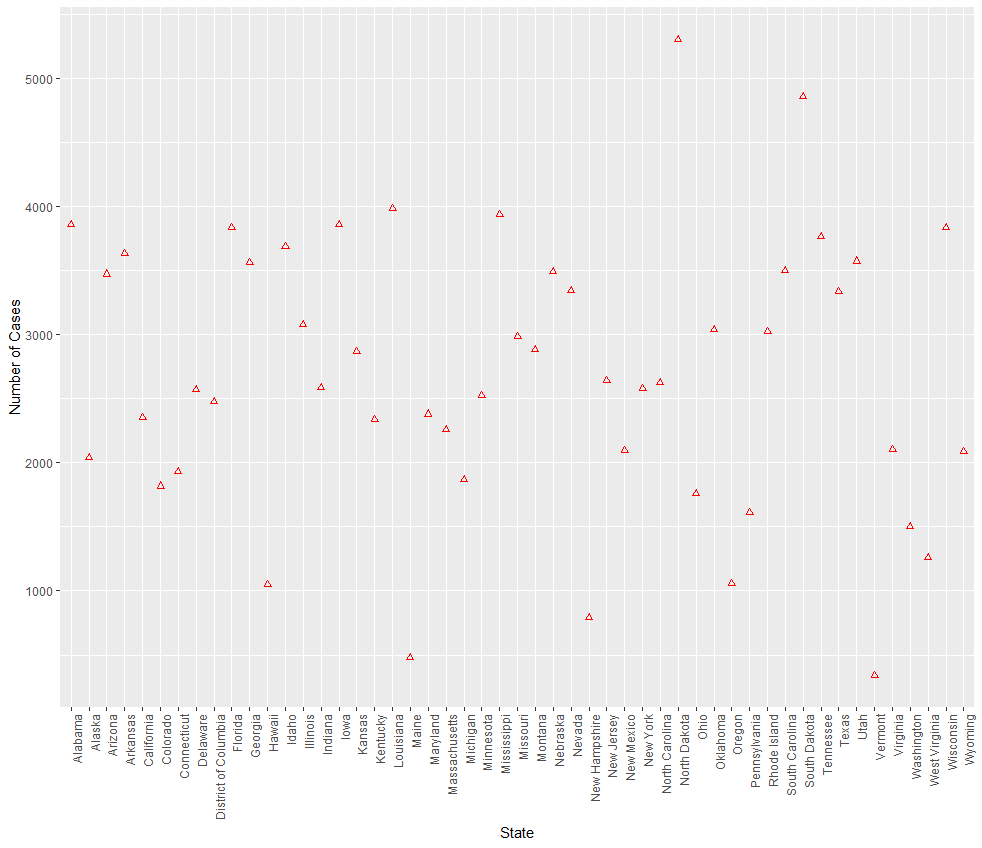 Number of Cases
5000
4000
3000
2000
1000
Alabama
Alaska
Arizona
Arkansas
California
Colorado
Connecticut
Delaware
District of Columbia
Florida
Georgia
Hawaii
Idaho
Illinois
Indiana
Iowa
Kansas
Kentucky
Louisiana
Maine
Maryland
Massachusetts
Michigan
Minnesota
Mississippi
Missouri
Montana
Nebraska
Nevada
New Hampshire
New Jersey
New Mexico
New York
North Carolina
North Dakota
Ohio
Oklahoma
Oregon
Pennsylvania
Rhode Island
South Carolina
South Dakota
Tennessee
Texas
Utah
Vermont
Virginia
Washington
West Virginia
Wisconsin
Wyoming
State